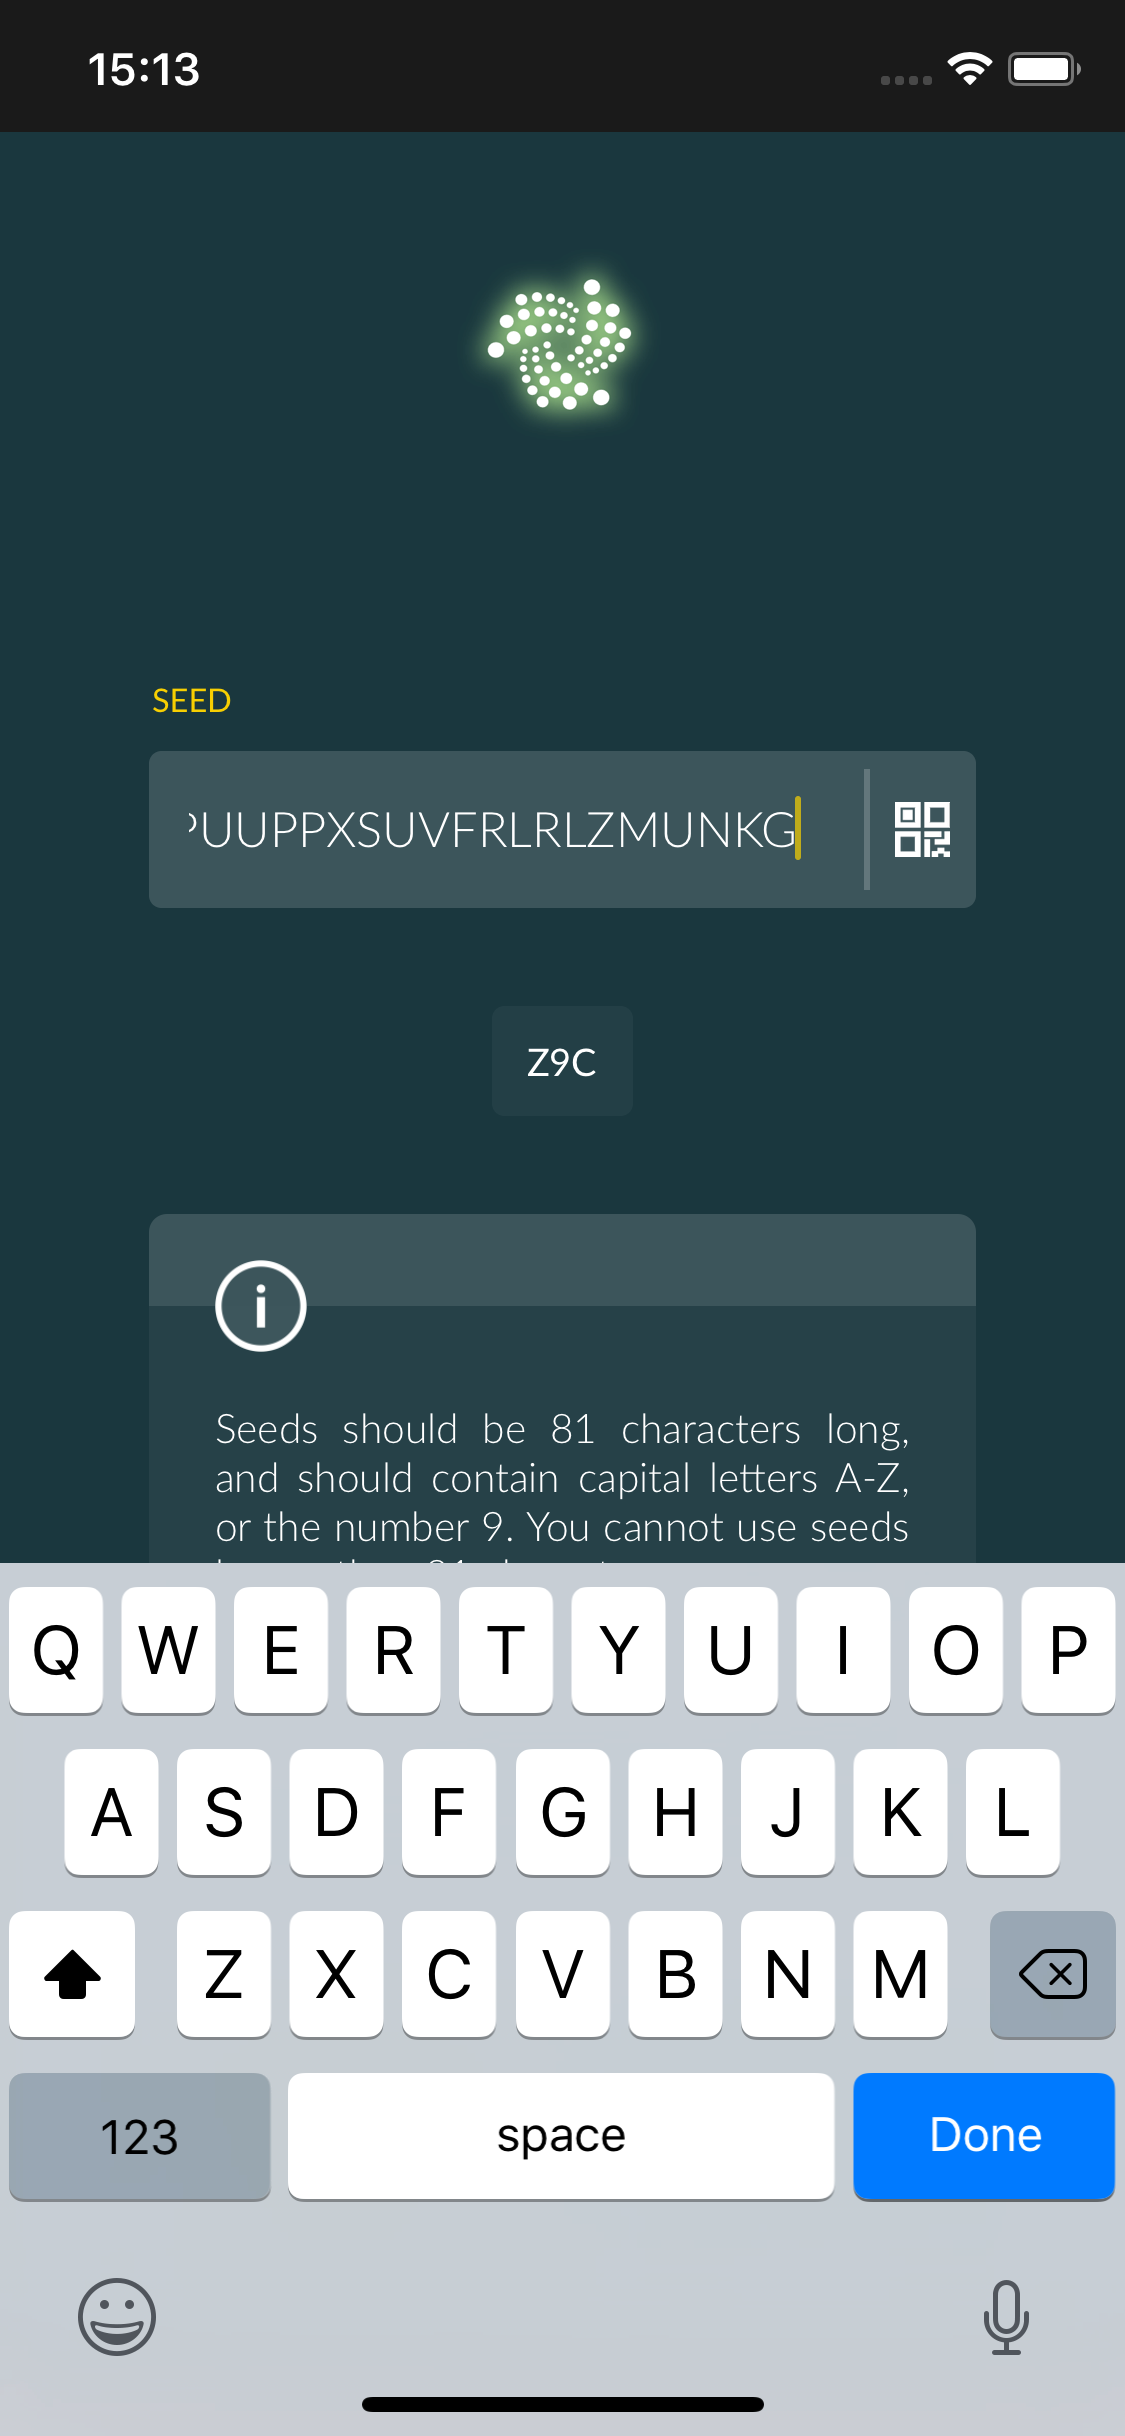 15:13
SEED
PUUPPXSUVFRLRLZMUNKG
Z9C
Seeds should be 81 characters long,
and should contain capital letters A-Z,
or the number 9. You cannot use seeds
Q W E R T Y U I O P
A S D F G H J K L
Z X C V B N M
123 space Done